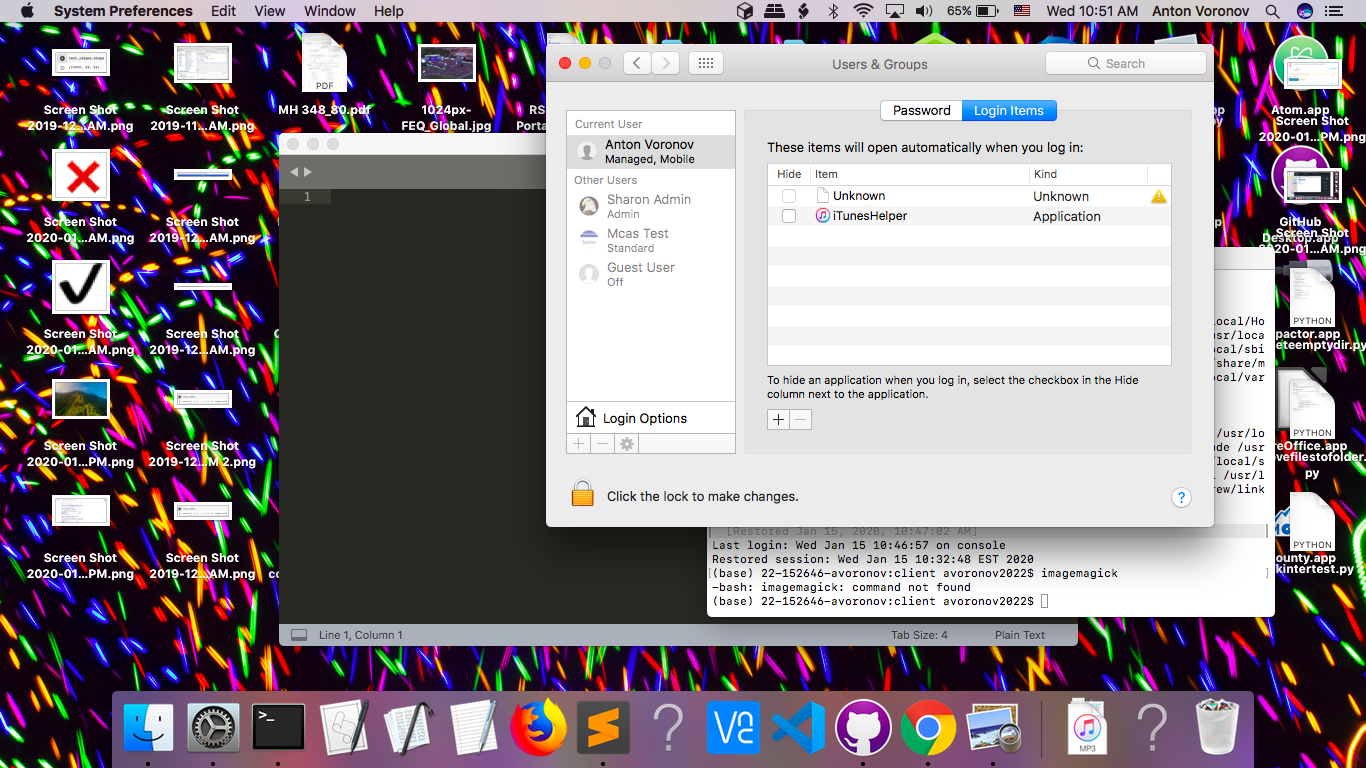 System Preferences Edit View Window Help
65% Wed 10:51 AM Anton Voronov
Screen Shot
2019-12...AM.png
Screen Shot
2019-11...AM.png
PDF
MH 348_80.pdf
1024px-
FEQ_Global.jpg
RS
Porta
Screen Shot
2020-01...AM.png
Screen Shot
2019-12...AM.png
Screen Shot
2020-01...AM.png
Screen Shot
2019-12...AM.png
Screen Shot
2020-01...PM.png
Screen Shot
2019-12...M 2.png
Screen Shot
2020-01...PM.png
Screen Shot
2019-12...AM.png
Users & Groups
Search
Password
Login Items
Current User
Anton Voronov
Managed, Mobile
Other Users
Sharon Admin
Admin
Mcas Test
Standard
Guest User
Off
Login Options
These items will open automatically when you log in:
Hide Item Kind
Unknown Unknown
iTunesHelper Application
To hide an application when you log in, select the checkbox in the Hide
column next to the application.
Click the lock to make changes.
?
1
Line 1, Column 1
Tab Size: 4
Plain Text
Atom.app
Screen Shot
2020-01...PM.png
GitHub
Screen Shot
2020-01...AM.png
Desktop.app
PYTHON
pactor.app
eteemptydir.py
PYTHON
reOffice.app
ovefilestofolder.
py
PYTHON
ounty.app
kintertest.py
local/Ho
usr/loca
ocal/sbi
share/m
ocal/var
/usr/lo
ude /usr
local/s
/usr/l
ew/link
[Restored Jan 15, 2020, 10:47:02 AM]
Last login: Wed Jan 15 10:46:57 on console
Restored session: Wed Jan 15 10:32:48 EST 2020
(base) 22-152646-avoronov:client avoronov2022$ imagemagick
-bash: imagemagick: command not found
(base) 22-152646-avoronov:client avoronov2022$
>_
VC
MP3